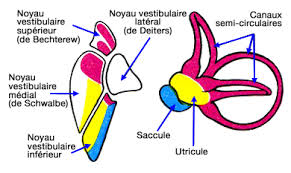 Noyau
vestibulaire
supérieur
(de Bechterew)
Noyau vestibulaire
latéral
(de Deiters)
Canaux
semi-circulaires
Noyau
vestibulaire
médial
(de Schwalbe)
Noyau
vestibulaire
inférieur
Saccule
Utricule